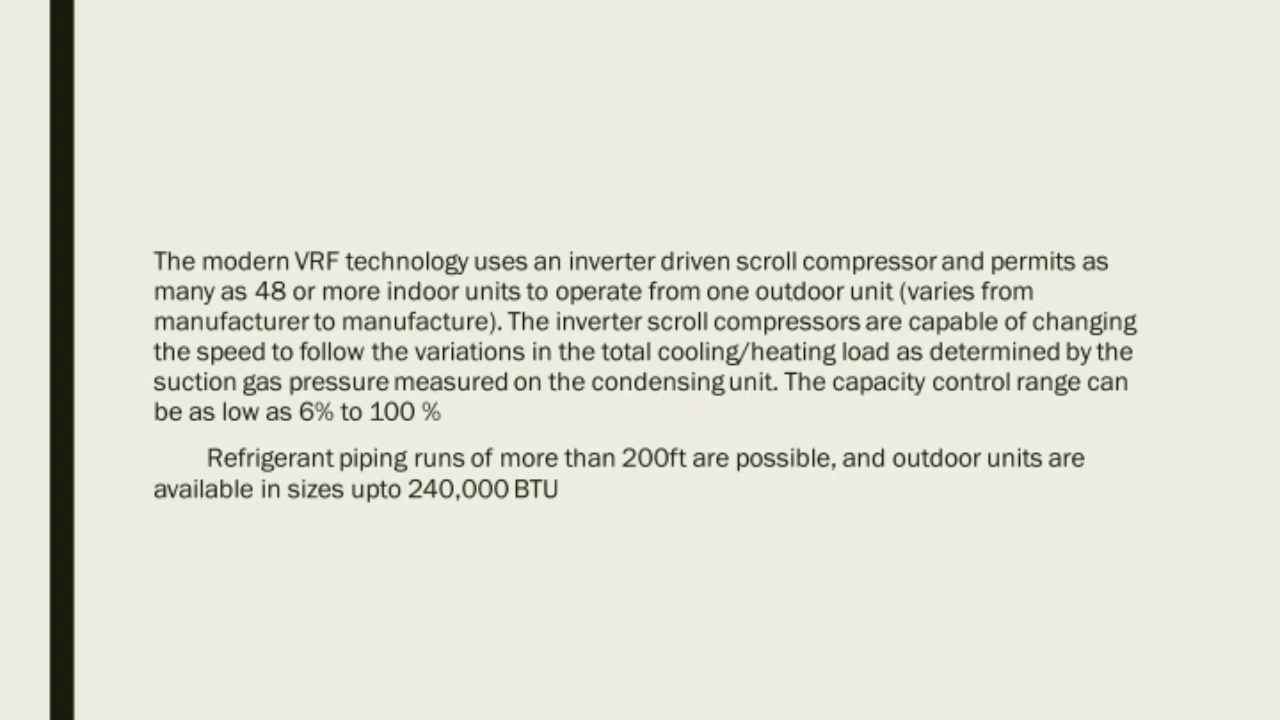 The modern VRF technology uses an inverter driven scroll compressor and permits as
many as 48 or more indoor units to operate from one outdoor unit (varies from
manufacturer to manufacture). The inverter scroll compressors are capable of changing
the speed to follow the variations in the total cooling/heating load as determined by the
suction gas pressure measured on the condensing unit. The capacity control range can
be as low as 6% to 100 %
Refrigerant piping runs of more than 200ft are possible, and outdoor units are
available in sizes upto 240,000 BTU